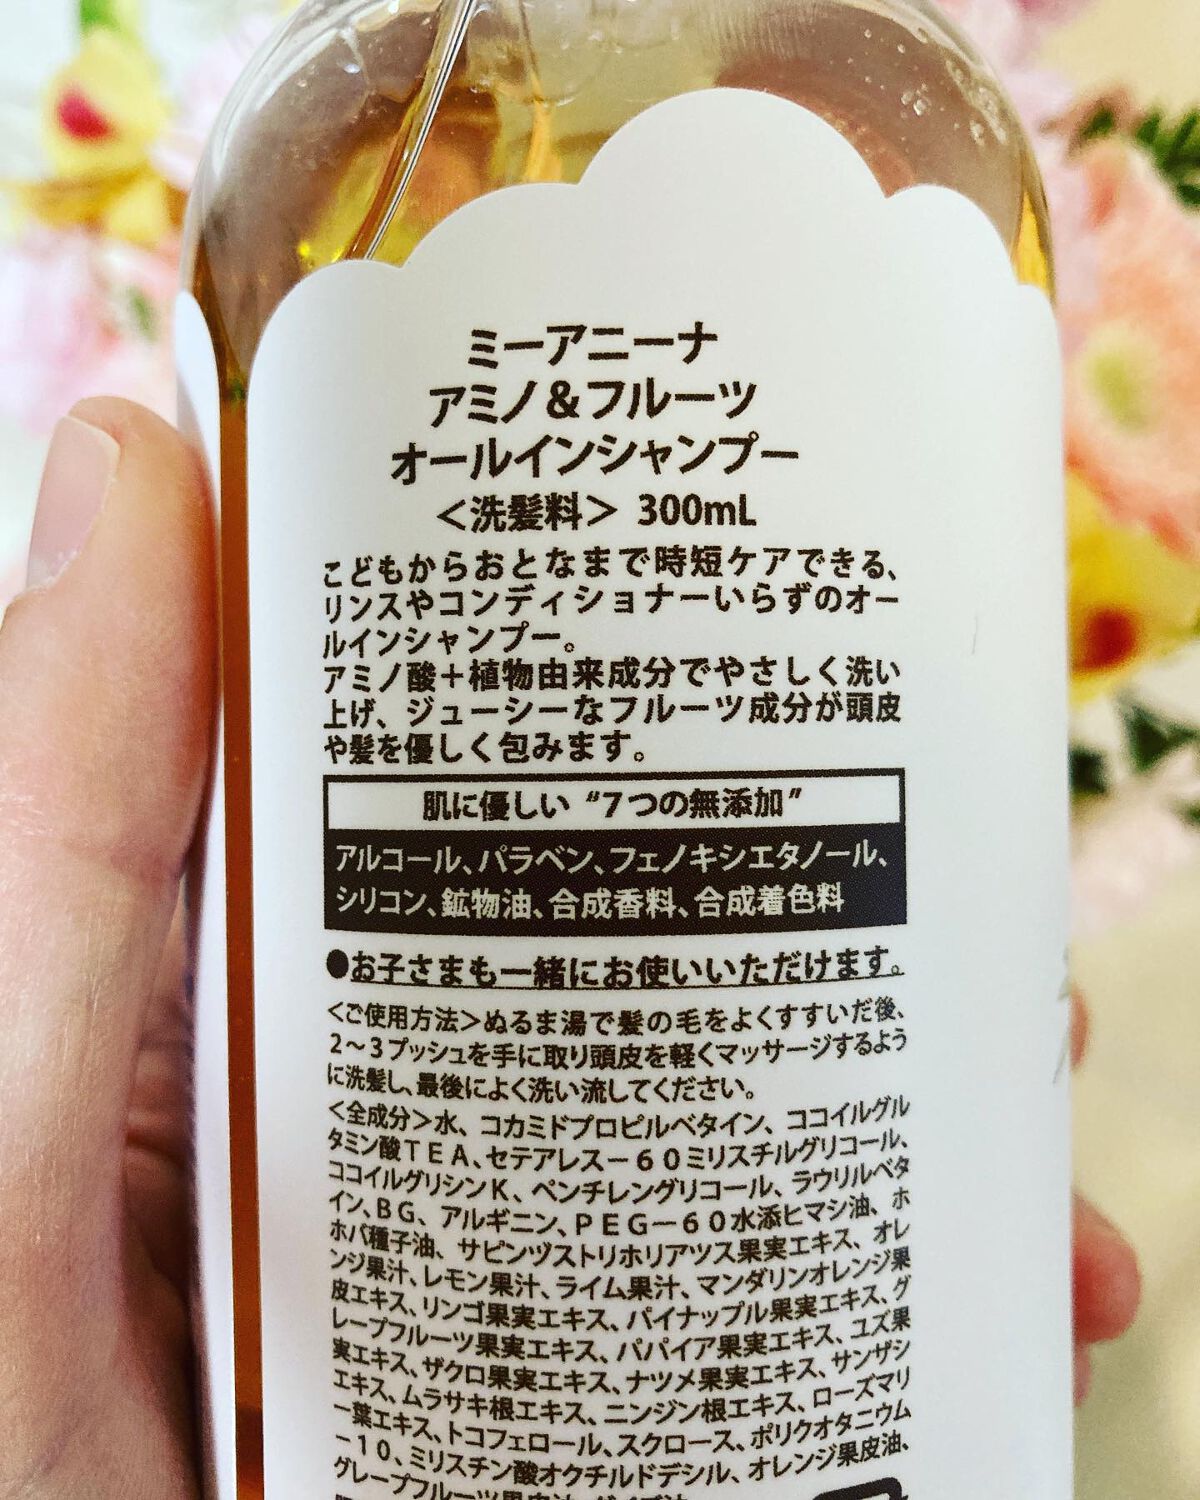 ミーアニーナ
アミノ&フルーツ
オールインシャンプー
＜洗髪料＞ 300mL
こどもからおとなまで時短ケアできる、
リンスやコンディショナーいらずのオー
ルインシャンプー。
アミノ酸＋植物由来成分でやさしく洗い
上げ、ジューシーなフルーツ成分が頭皮
や髪を優しく包みます。
肌に優しい “7つの無添加”
アルコール、パラベン、フェノキシエタノール、
シリコン、鉱物油、合成香料、合成着色料
●お子さまも一緒にお使いいただけます。
＜ご使用方法＞ぬるま湯で髪の毛をよくすすいだ後、
2～3プッシュを手に取り頭皮を軽くマッサージするよう
に洗髪し、最後によく洗い流してください。
＜全成分＞水、コカミドプロピルベタイン、ココイルグル
タミン酸TEA、セテアレスー60ミリスチルグリコール、
ココイルグリシンK、ペンチレングリコール、ラウリルベタ
イン、BG、アルギニン、PEGー60水添ヒマシ油、ホ
ホバ種子油、サピンヅストリホリアツス果実エキス、オレ
ンジ果汁、レモン果汁、ライム果汁、マンダリンオレンジ果
皮エキス、リンゴ果実エキス、パイナップル果実エキス、グ
レープフルーツ果実エキス、パパイア果実エキス、ユズ果
実エキス、ザクロ果実エキス、ナツメ果実エキス、サンザシ
エキス、ムラサキ根エキス、ニンジン根エキス、ローズマリ
ー葉エキス、トコフェロール、スクロース、ポリクオタニウム
ー10、ミリスチン酸オクチルドデシル、オレンジ果皮油、
グレープフルーツ果皮油、